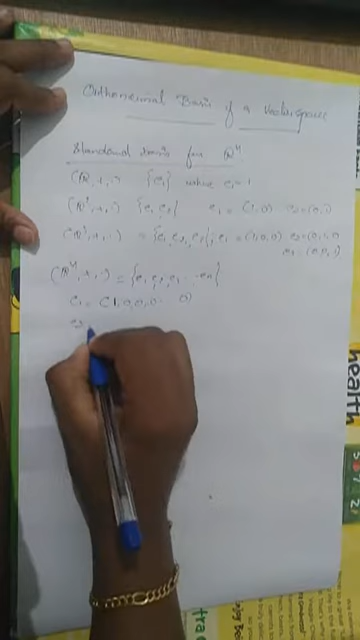 Orthonormal Basis of a Vectorspace
Standard basis for R^n
(R, +, ·) {e₁} where e₁ = 1
(R², +, ·) {e₁, e₂} e₁ = (1, 0) e₂ = (0, 1)
(R³, +, ·) = {e₁, e₂, e₃}, e₁ = (1, 0, 0) e₂ = (0, 1, 0)
e₃ = (0, 0, 1)
(R^n, +, ·) = {e₁, e₂, e₃ ... en}
e₁ = (1, 0, 0, 0 . 0)
e₂
health